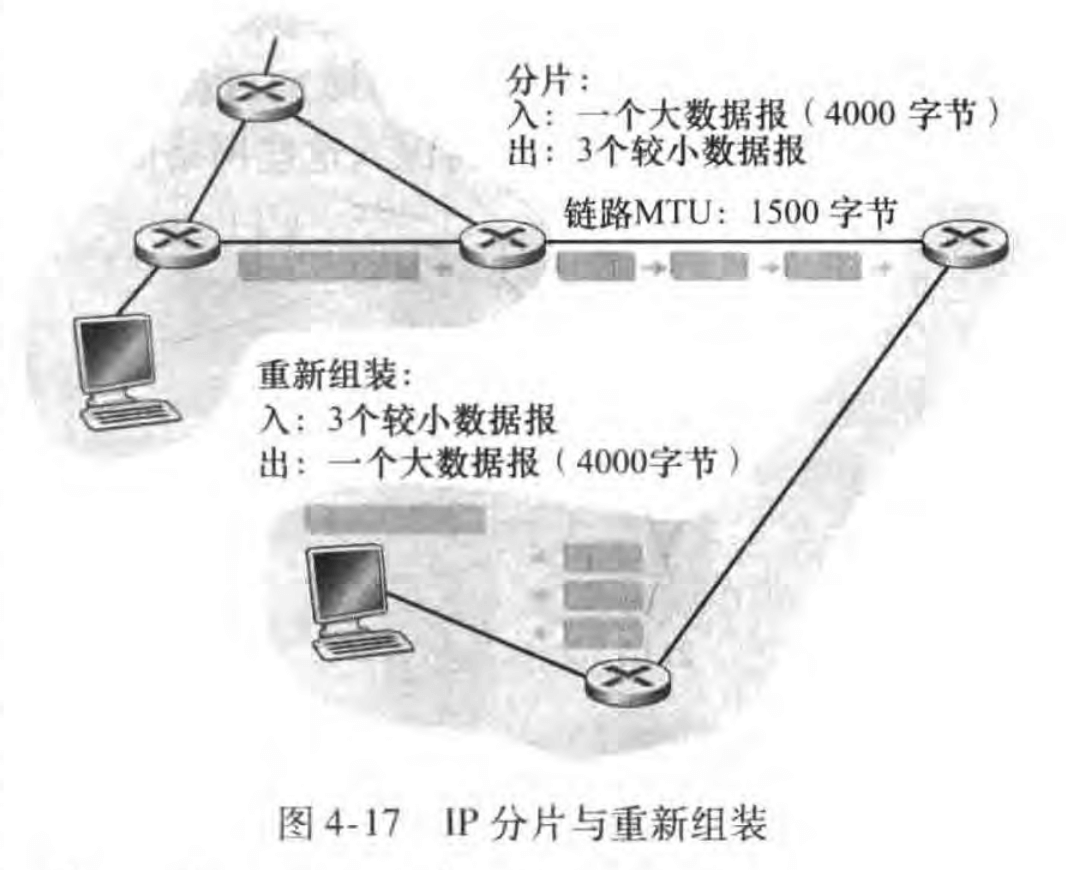 分片：
入：一个大数据报（4000 字节）
出：3个较小数据报
链路MTU：1500 字节
重新组装：
入：3个较小数据报
出：一个大数据报（4000字节）
图 4-17 IP 分片与重新组装